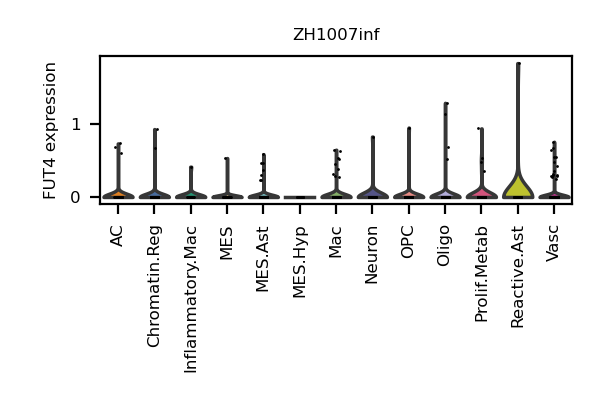 ZH1007inf
FUT4 expression
1
0
AC
Chromatin.Reg
Inflammatory.Mac
MES
MES.Ast
MES.Hyp
Mac
Neuron
OPC
Oligo
Prolif.Metab
Reactive.Ast
Vasc